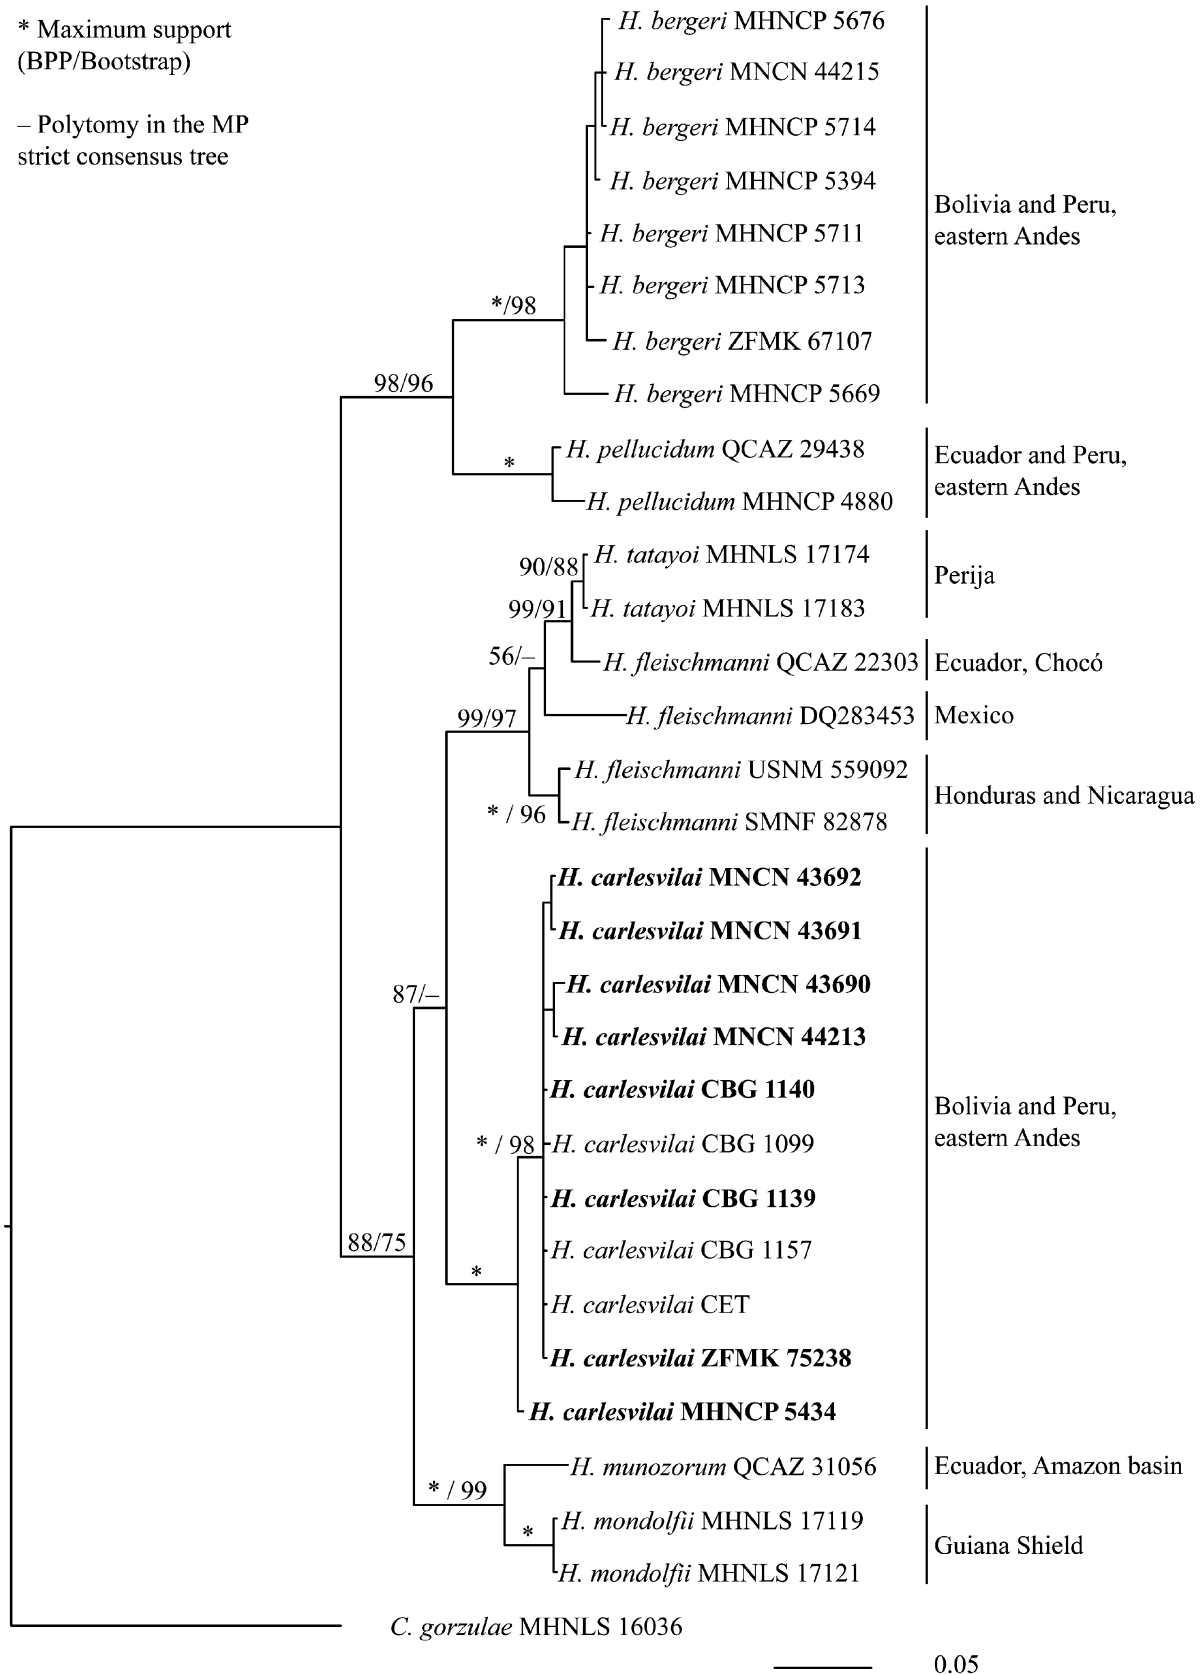 * Maximum support
(BPP/Bootstrap)
– Polytomy in the MP
strict consensus tree
H. bergeri MHNCP 5676
H. bergeri MNCN 44215
H. bergeri MHNCP 5714
H. bergeri MHNCP 5394
H. bergeri MHNCP 5711
H. bergeri MHNCP 5713
H. bergeri ZFMK 67107
H. bergeri MHNCP 5669
Bolivia and Peru,
eastern Andes
*/98
98/96
H. pellucidum QCAZ 29438
H. pellucidum MHNCP 4880
Ecuador and Peru,
eastern Andes
*
H. tatayoi MHNLS 17174
H. tatayoi MHNLS 17183
Perija
90/88
99/91
H. fleischmanni QCAZ 22303
Ecuador, Chocó
56/–
H. fleischmanni DQ283453
Mexico
99/97
H. fleischmanni USNM 559092
H. fleischmanni SMNF 82878
Honduras and Nicaragua
* / 96
H. carlesvilai MNCN 43692
H. carlesvilai MNCN 43691
H. carlesvilai MNCN 43690
H. carlesvilai MNCN 44213
H. carlesvilai CBG 1140
H. carlesvilai CBG 1099
H. carlesvilai CBG 1139
H. carlesvilai CBG 1157
H. carlesvilai CET
H. carlesvilai ZFMK 75238
H. carlesvilai MHNCP 5434
Bolivia and Peru,
eastern Andes
87/–
* / 98
88/75
*
H. munozorum QCAZ 31056
Ecuador, Amazon basin
* / 99
H. mondolfii MHNLS 17119
H. mondolfii MHNLS 17121
Guiana Shield
*
C. gorzulae MHNLS 16036
0.05